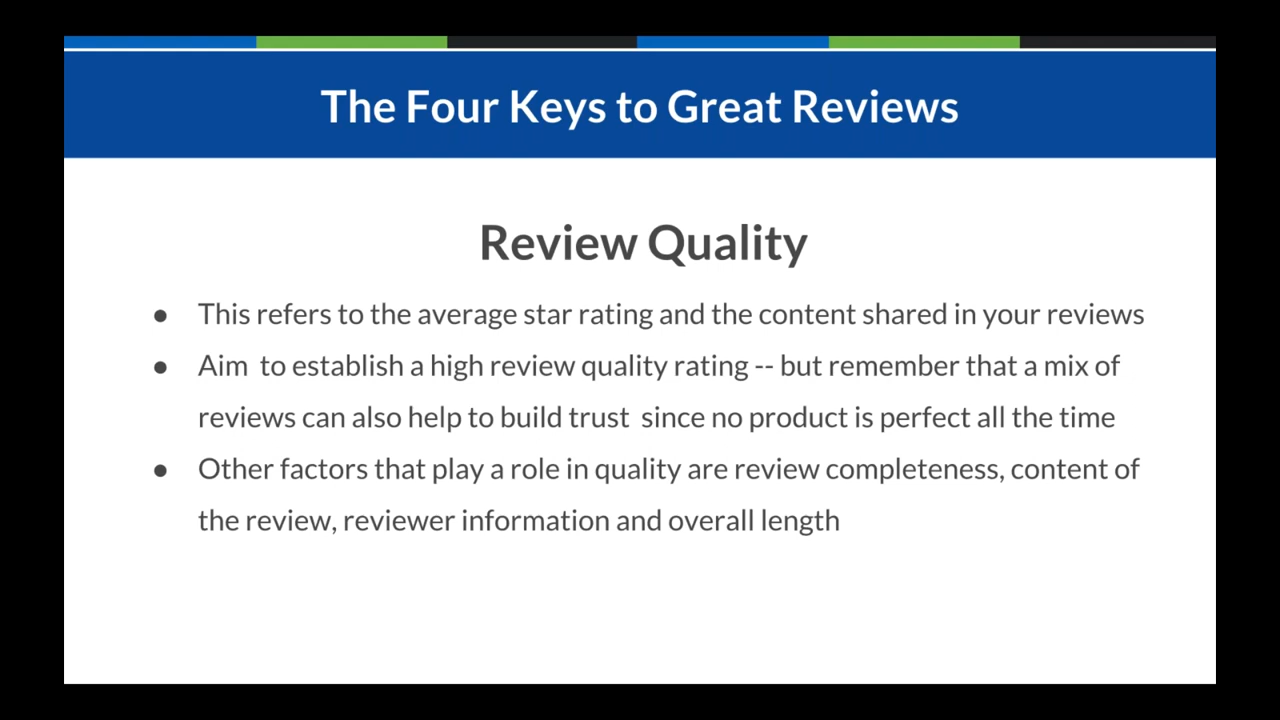 The Four Keys to Great Reviews
Review Quality
● This refers to the average star rating and the content shared in your reviews
● Aim  to establish a high review quality rating -- but remember that a mix of
reviews can also help to build trust  since no product is perfect all the time
● Other factors that play a role in quality are review completeness, content of
the review, reviewer information and overall length